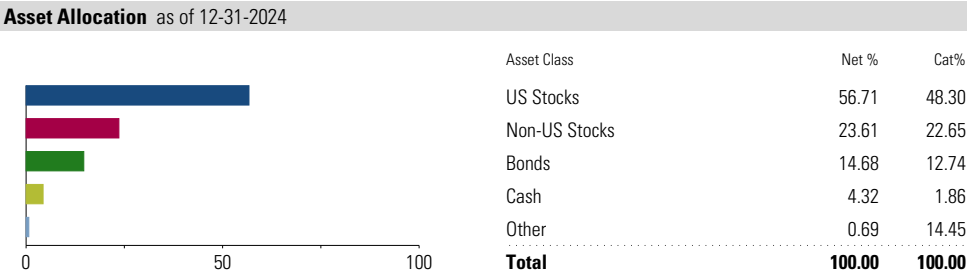 Asset Allocation as of 12-31-2024
Asset Class Net % Cat%
US Stocks 56.71 48.30
Non-US Stocks 23.61 22.65
Bonds 14.68 12.74
Cash 4.32 1.86
Other 0.69 14.45
0 50 100
Total 100.00 100.00